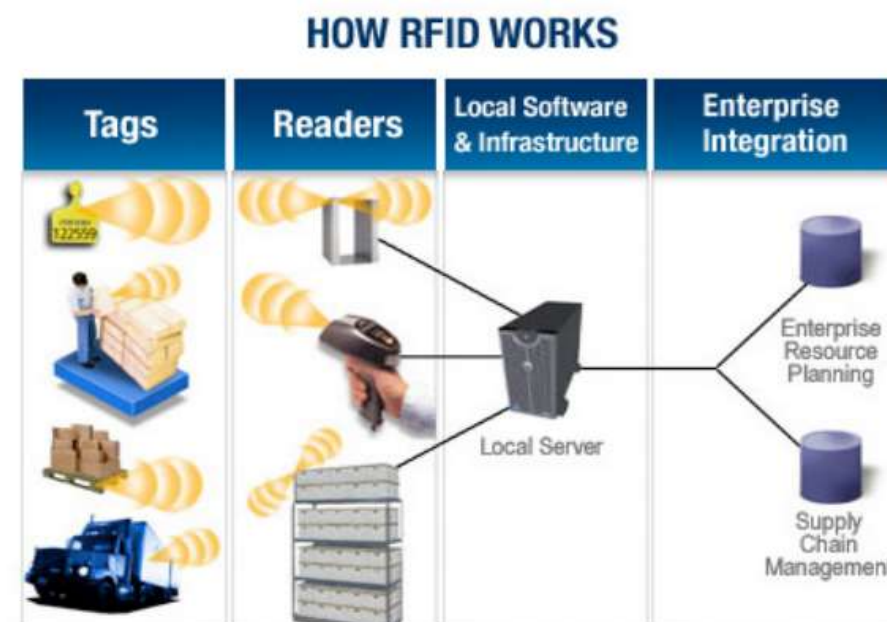 HOW RFID WORKS
Tags
Readers
Local Software
& Infrastructure
Enterprise
Integration
122559
Local Server
Enterprise
Resource
Planning
Supply
Chain
Managemen